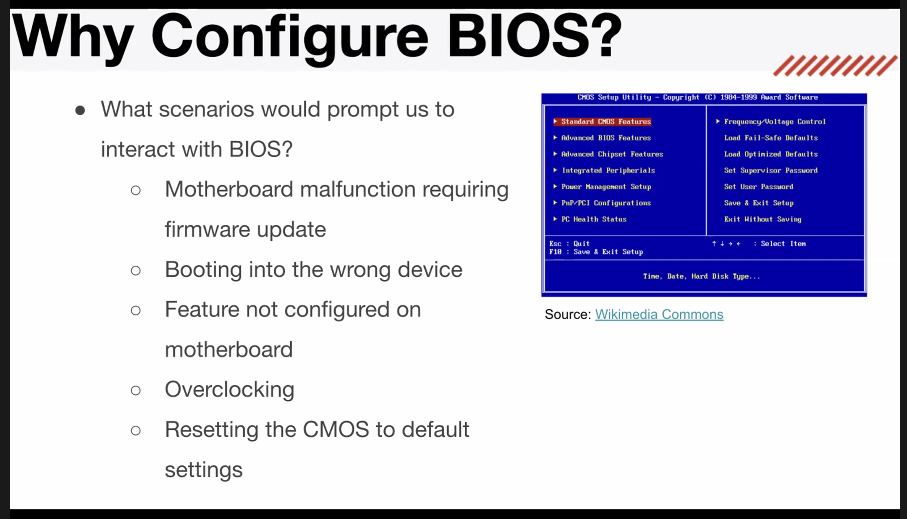 Why Configure BIOS?
● What scenarios would prompt us to
interact with BIOS?
○ Motherboard malfunction requiring
firmware update
○ Booting into the wrong device
○ Feature not configured on
motherboard
○ Overclocking
○ Resetting the CMOS to default
settings
CMOS Setup Utility - Copyright (C) 1984-1999 Award Software
▶ Standard CMOS Features
▶ Advanced BIOS Features
▶ Advanced Chipset Features
▶ Integrated Peripherals
▶ Power Management Setup
▶ PnP/PCI Configurations
▶ PC Health Status
▶ Frequency/Voltage Control
Load Fail-Safe Defaults
Load Optimized Defaults
Set Supervisor Password
Set User Password
Save & Exit Setup
Exit Without Saving
Esc : Quit
F10 : Save & Exit Setup
↑ ↓ → ← : Select Item
Time, Date, Hard Disk Type...
Source: Wikimedia Commons